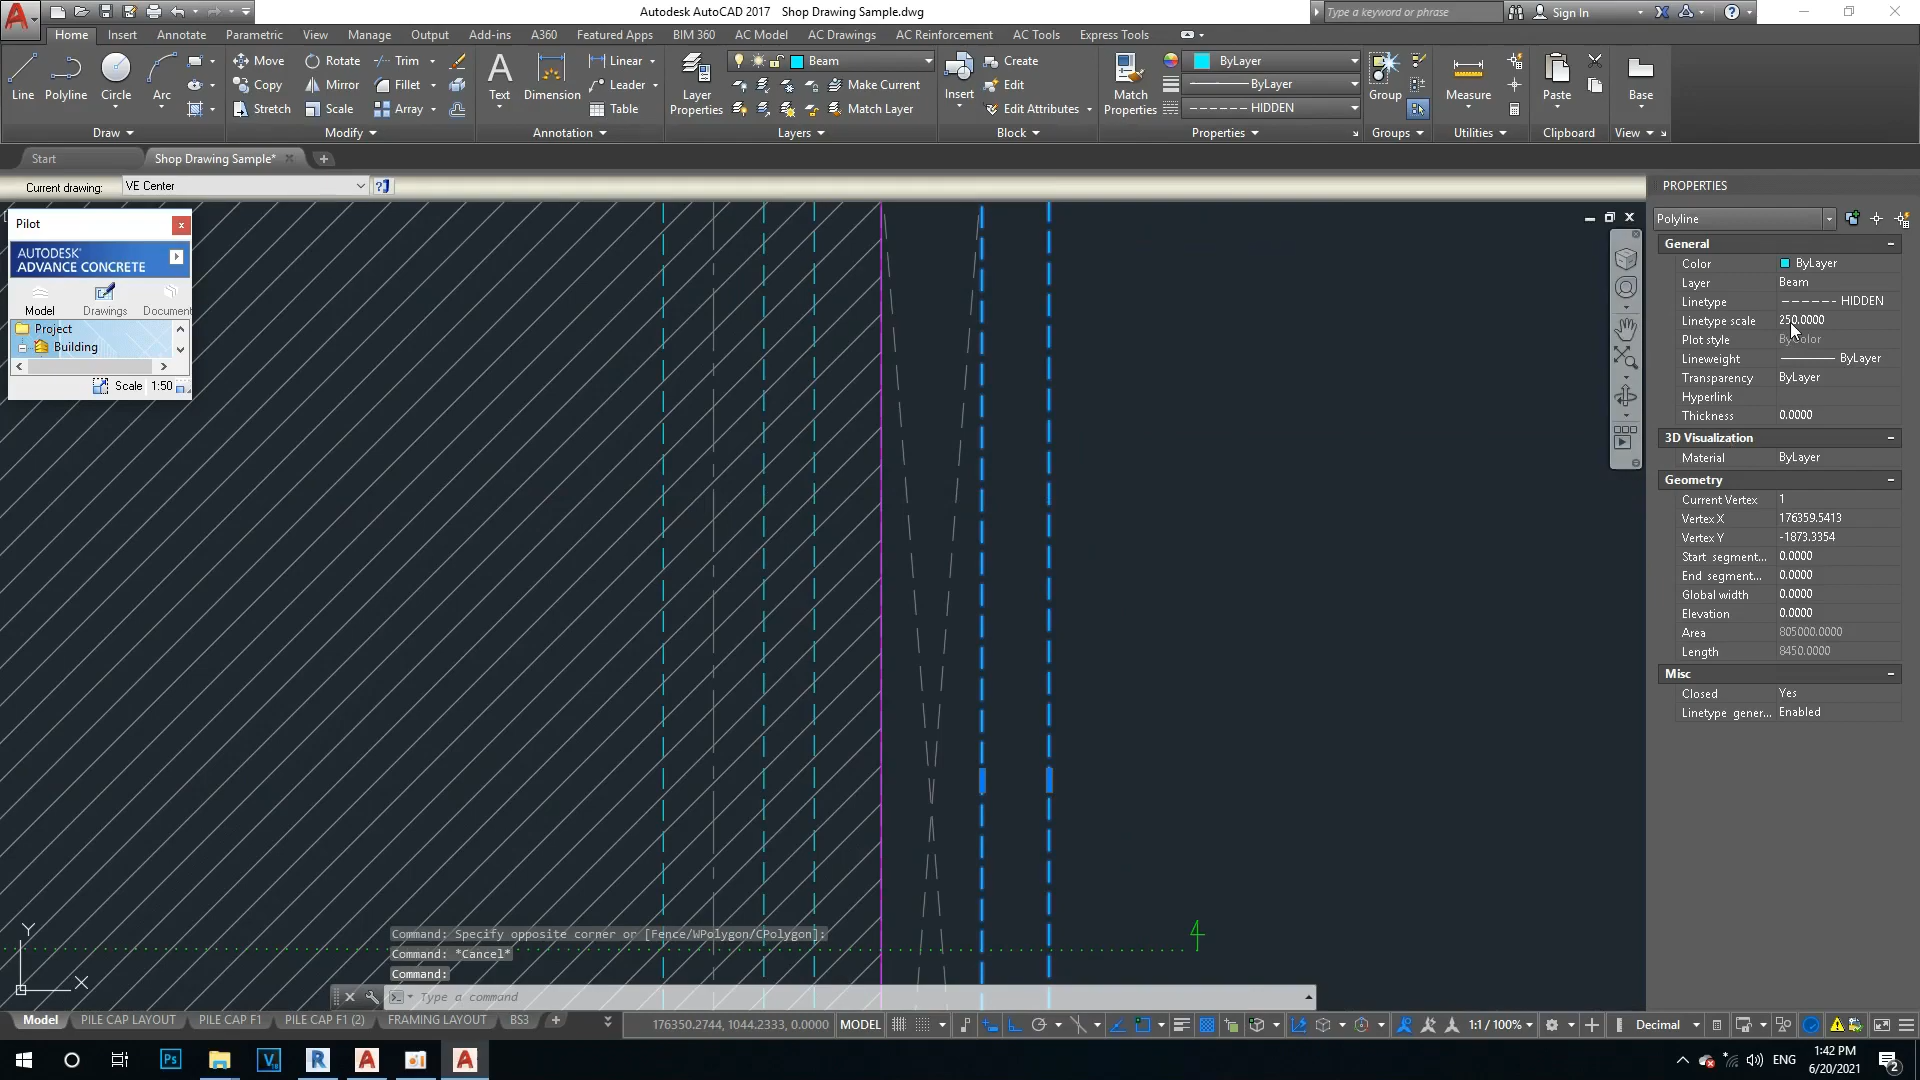 Autodesk AutoCAD 2017 Shop Drawing Sample.dwg
Type a keyword or phrase
Sign In
Home Insert Annotate Parametric View Manage Output Add-ins A360 Featured Apps BIM 360 AC Model AC Drawings AC Reinforcement AC Tools Express Tools
Line Polyline Circle Arc
Move Rotate Trim
Copy Mirror Fillet
Stretch Scale Array
Text Dimension
Linear
Leader
Table
Layer Properties
Beam
Make Current
Match Layer
Insert
Create
Edit
Edit Attributes
Match Properties
ByLayer
ByLayer
HIDDEN
Group Measure Paste Base
Draw Modify Annotation Layers Block Properties Groups Utilities Clipboard View
Start Shop Drawing Sample*
Current drawing: VE Center
Pilot
AUTODESK
ADVANCE CONCRETE
Model Drawings Document
Project
Building
Scale 1:50
PROPERTIES
Polyline
General
Color ByLayer
Layer Beam
Linetype HIDDEN
Linetype scale 250.0000
Plot style ByColor
Lineweight ByLayer
Transparency ByLayer
Hyperlink
Thickness 0.0000
3D Visualization
Material ByLayer
Geometry
Current Vertex 1
Vertex X 176359.5413
Vertex Y -1873.3354
Start segment... 0.0000
End segment... 0.0000
Global width 0.0000
Elevation 0.0000
Area 805000.0000
Length 8450.0000
Misc
Closed Yes
Linetype gener... Enabled
4
Command: Specify opposite corner or [Fence/WPolygon/CPolygon]:
Command: *Cancel*
Command:
Y
X
Type a command
Model PILE CAP LAYOUT PILE CAP F1 PILE CAP F1 (2) FRAMING LAYOUT BS3
176350.2744, 1044.2333, 0.0000 MODEL 1:1 / 100% Decimal
ENG
1:42 PM
6/20/2021
2